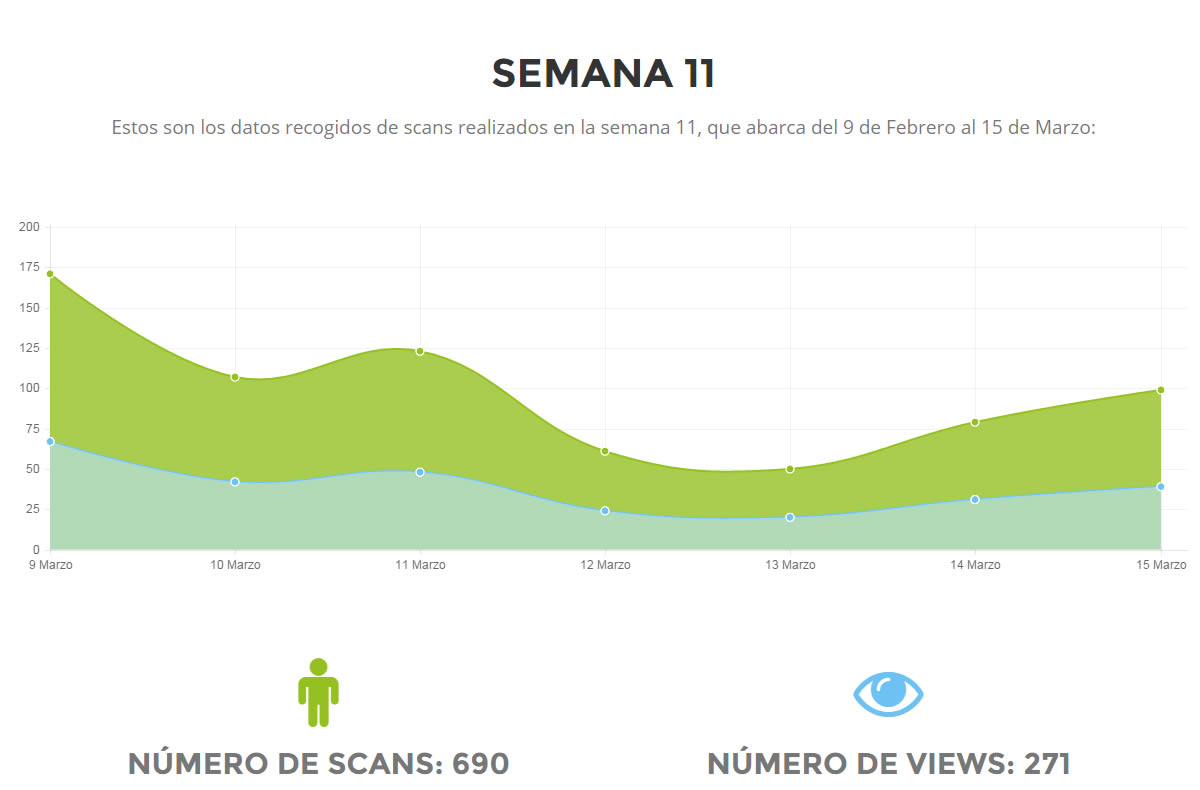 SEMANA 11
Estos son los datos recogidos de scans realizados en la semana 11, que abarca del 9 de Febrero al 15 de Marzo:
200
175
150
125
100
75
50
25
0
9 Marzo 10 Marzo 11 Marzo 12 Marzo 13 Marzo 14 Marzo 15 Marzo
NÚMERO DE SCANS: 690 NÚMERO DE VIEWS: 271